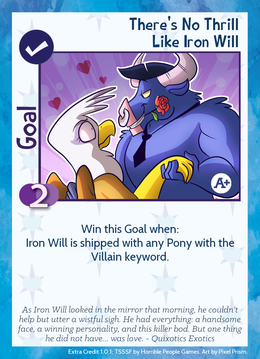 There's No Thrill
Like Iron Will
Goal
2
A+
Win this Goal when:
Iron Will is shipped with any Pony with the
Villain keyword.
As Iron Will looked in the mirror that morning, he couldn't
help but utter a wistful sigh. He had everything: a handsome
face, a winning personality, and this killer bod. But one thing
he did not have... was love. - Quixotics Exotics
Extra Credit 1.0.1; TSSSF by Horrible People Games. Art by Pixel Prism.